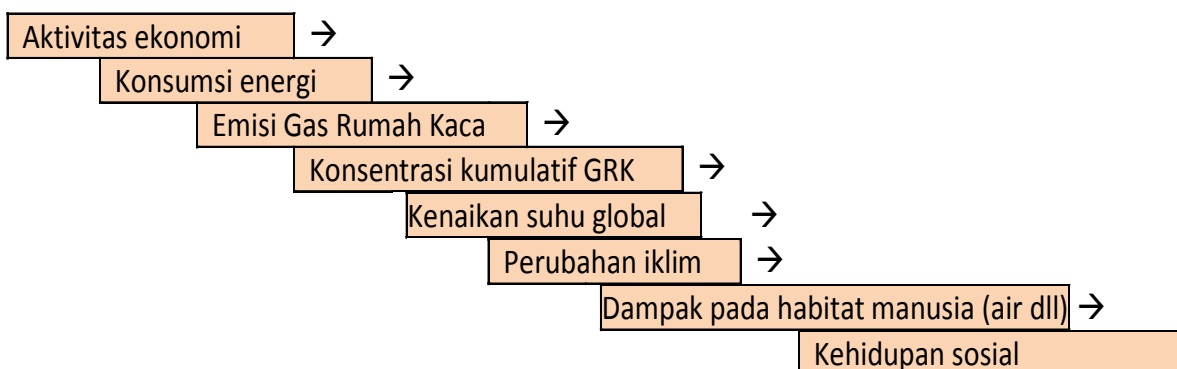 Aktivitas ekonomi →
Konsumsi energi →
Emisi Gas Rumah Kaca →
Konsentrasi kumulatif GRK →
Kenaikan suhu global →
Perubahan iklim →
Dampak pada habitat manusia (air dll) →
Kehidupan sosial